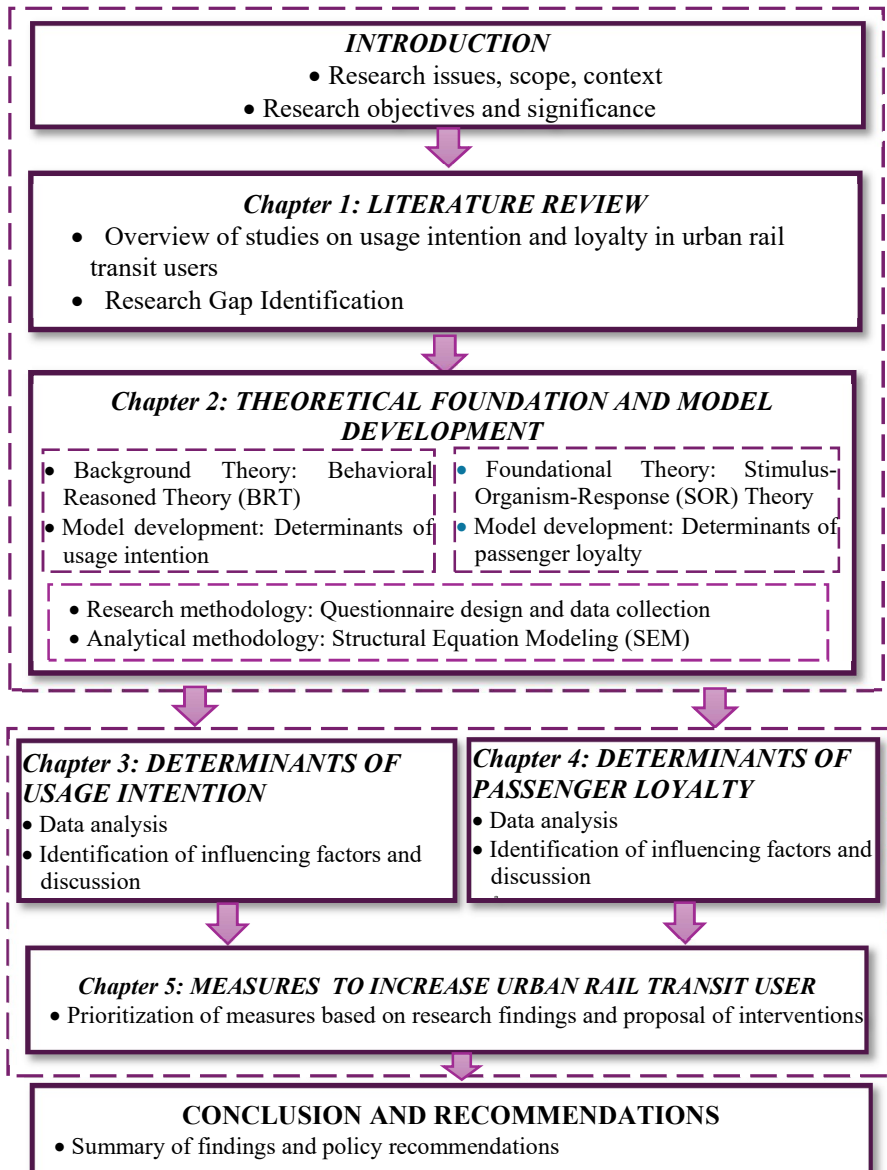 INTRODUCTION
• Research issues, scope, context
• Research objectives and significance
Chapter 1: LITERATURE REVIEW
• Overview of studies on usage intention and loyalty in urban rail
transit users
• Research Gap Identification
Chapter 2: THEORETICAL FOUNDATION AND MODEL
DEVELOPMENT
• Background Theory: Behavioral
Reasoned Theory (BRT)
• Model development: Determinants of
usage intention
• Foundational Theory: Stimulus-
Organism-Response (SOR) Theory
• Model development: Determinants of
passenger loyalty
• Research methodology: Questionnaire design and data collection
• Analytical methodology: Structural Equation Modeling (SEM)
Chapter 3: DETERMINANTS OF
USAGE INTENTION
• Data analysis
• Identification of influencing factors and
discussion
Chapter 4: DETERMINANTS OF
PASSENGER LOYALTY
• Data analysis
• Identification of influencing factors and
discussion
Chapter 5: MEASURES TO INCREASE URBAN RAIL TRANSIT USER
• Prioritization of measures based on research findings and proposal of interventions
CONCLUSION AND RECOMMENDATIONS
• Summary of findings and policy recommendations